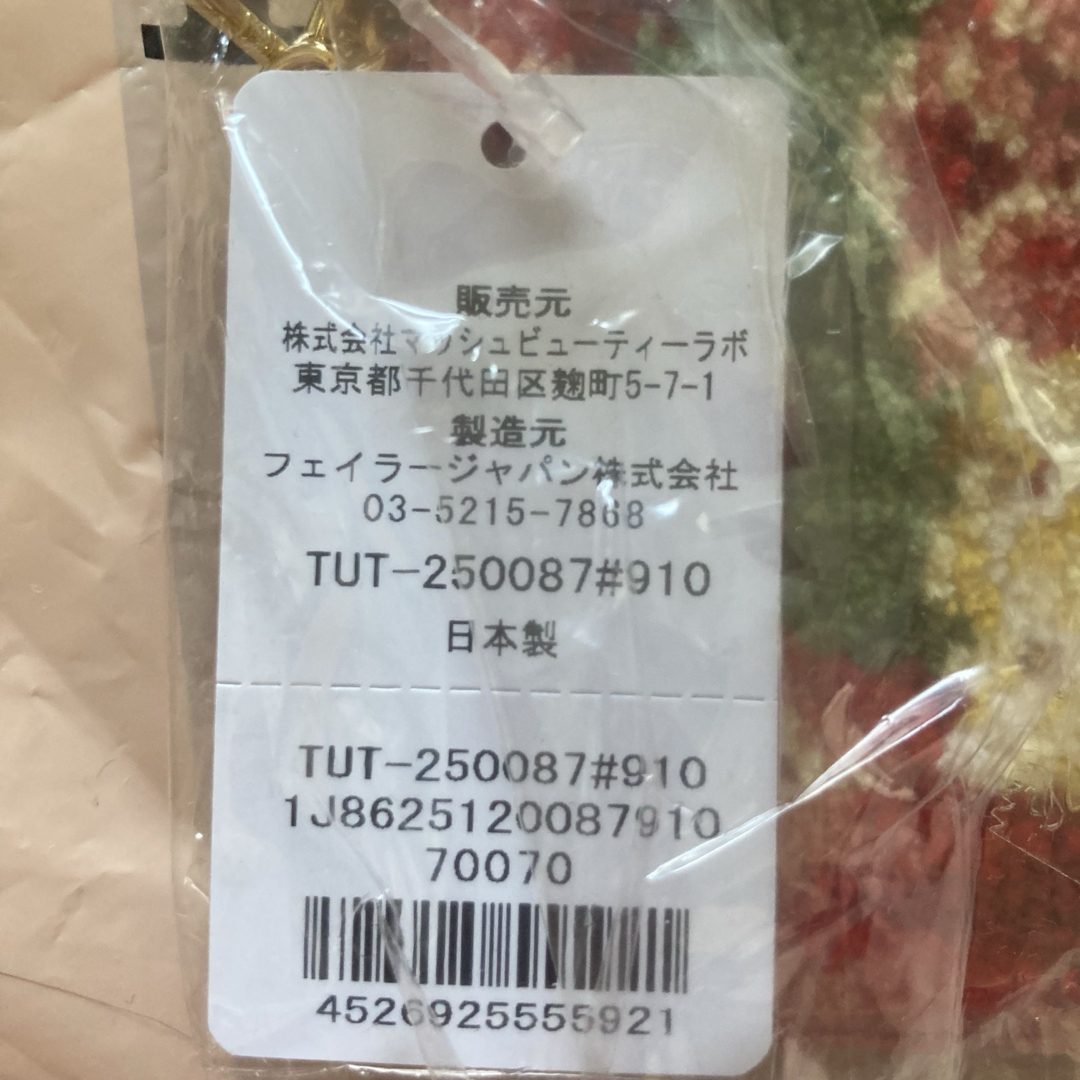 販売元
株式会社マッシュビューティーラボ
東京都千代田区麹町5-7-1
製造元
フェイラージャパン株式会社
03-5215-7868
TUT-250087#910
日本製
TUT-250087#910
1J8625120087910
70070
4526925555921